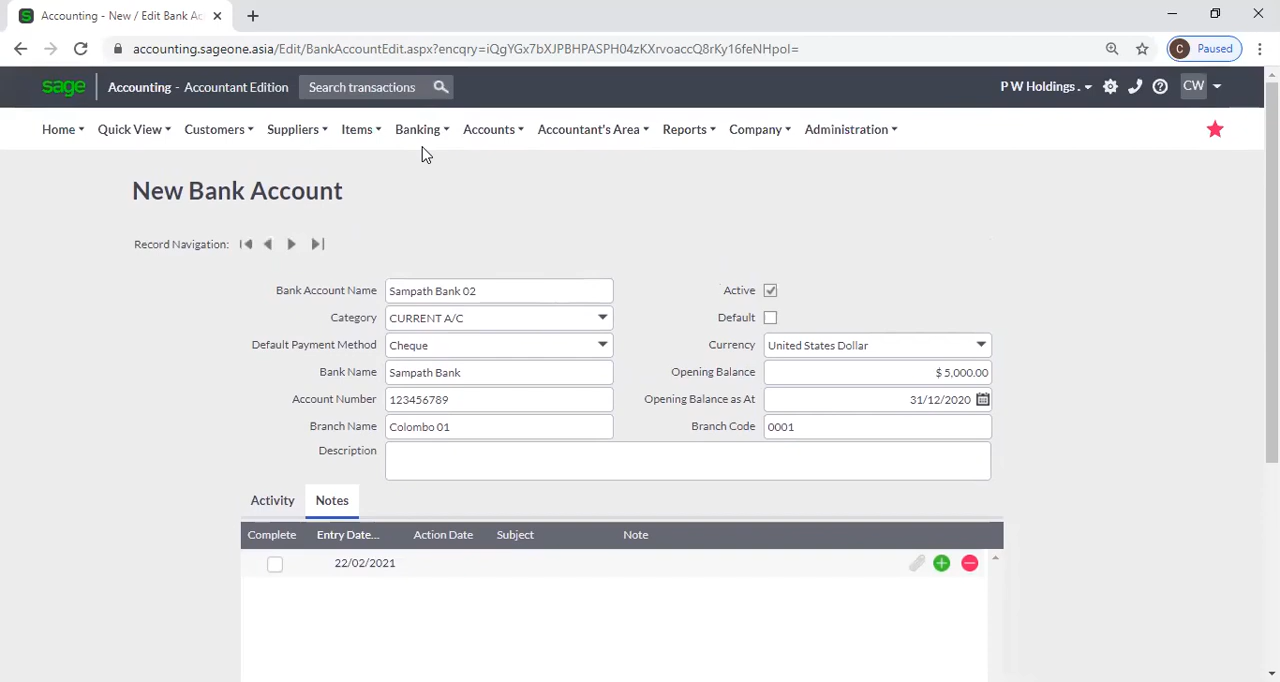 Accounting - New / Edit Bank Ac
accounting.sageone.asia/Edit/BankAccountEdit.aspx?encqry=iQgYGx7bXJPBHPASPH04zKXrvoaccQ8rKy16feNHpoI=
C Paused
sage Accounting - Accountant Edition Search transactions P W Holdings . CW
Home Quick View Customers Suppliers Items Banking Accounts Accountant's Area Reports Company Administration
New Bank Account
Record Navigation:
Bank Account Name Sampath Bank 02 Active
Category CURRENT A/C Default
Default Payment Method Cheque Currency United States Dollar
Bank Name Sampath Bank Opening Balance $ 5,000.00
Account Number 123456789 Opening Balance as At 31/12/2020
Branch Name Colombo 01 Branch Code 0001
Description
Activity Notes
Complete Entry Date... Action Date Subject Note
22/02/2021